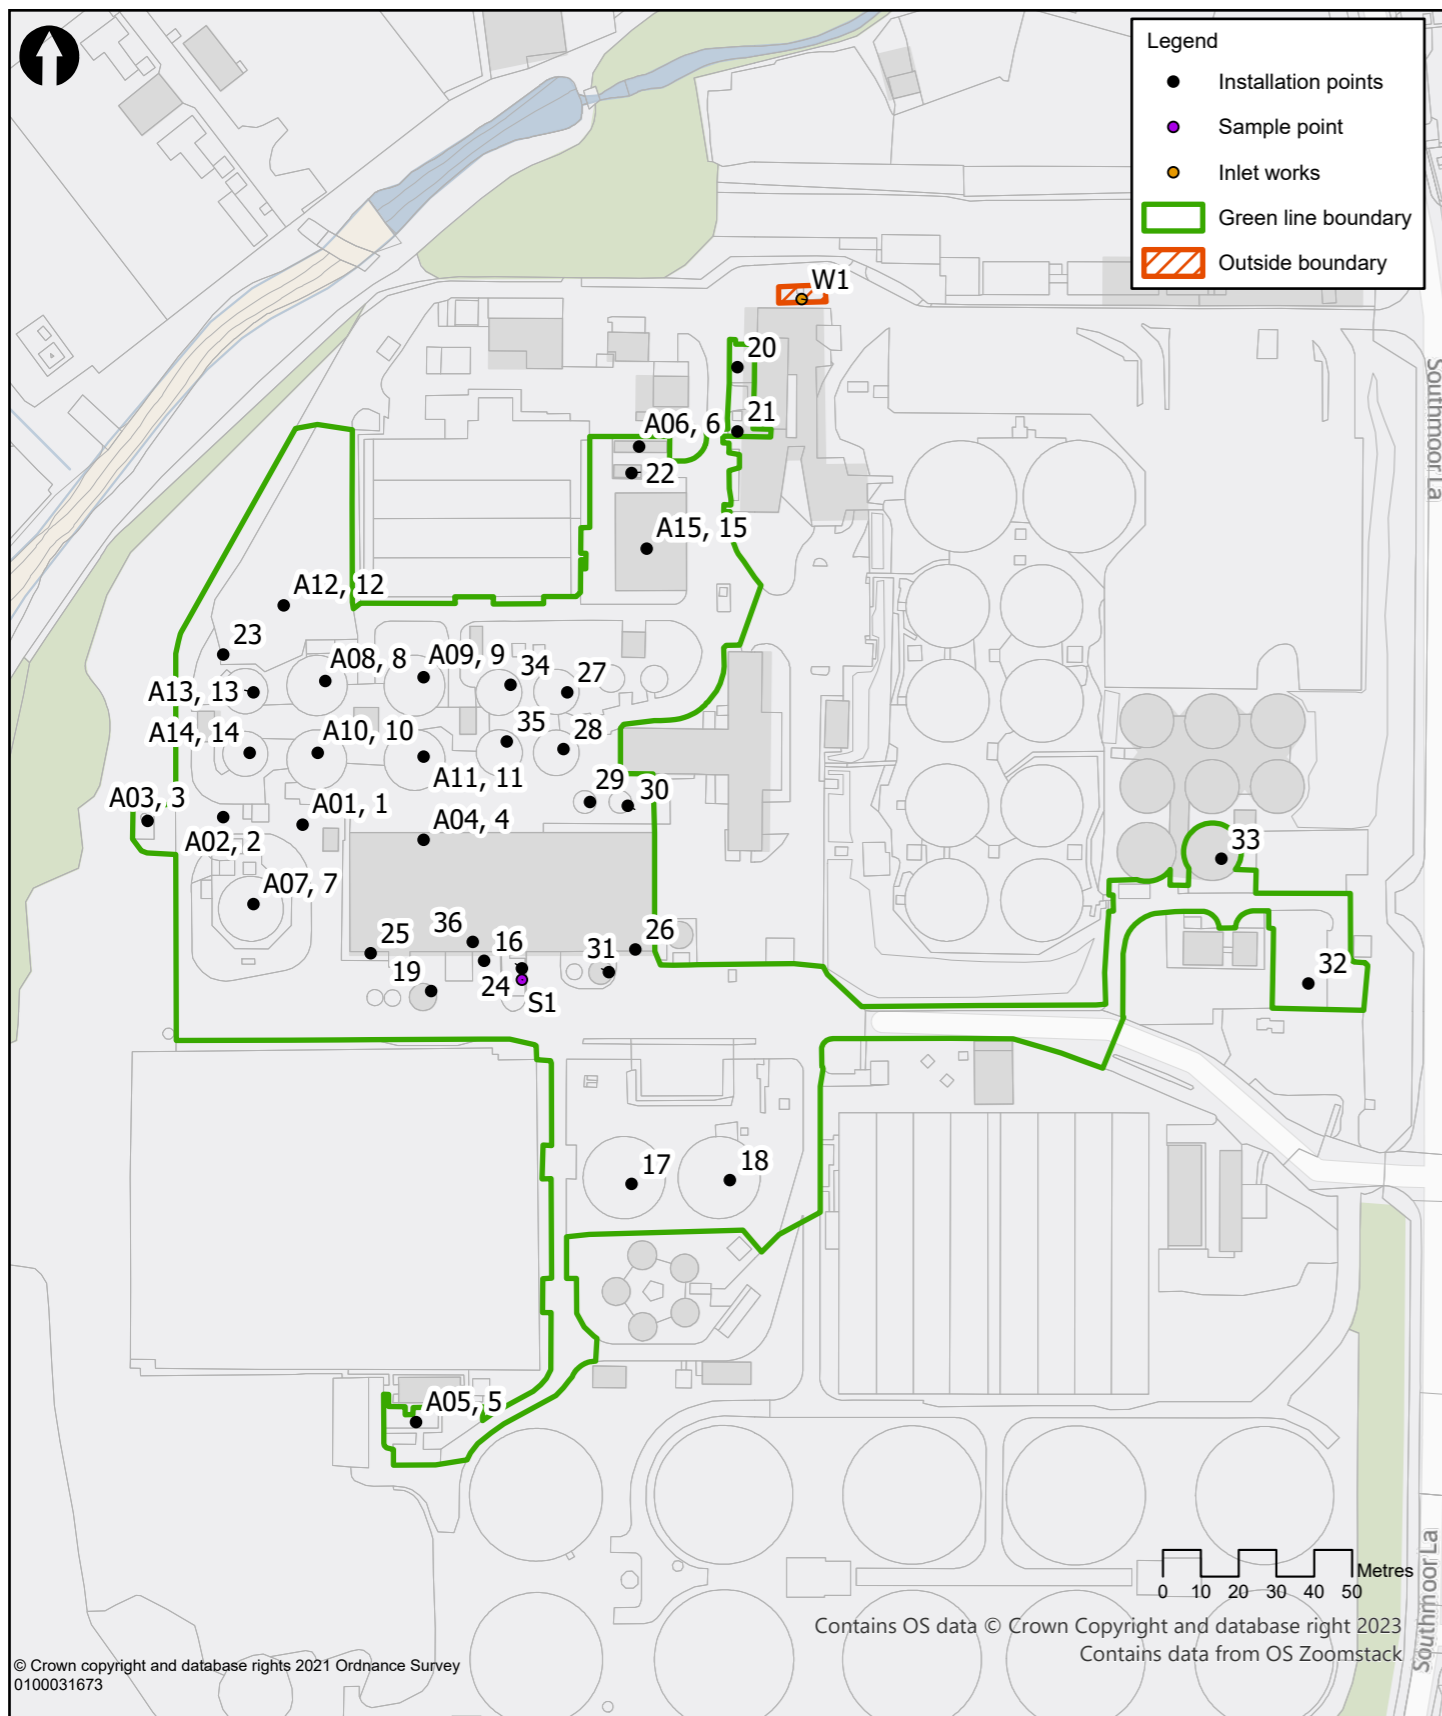 Legend
Installation points
Sample point
Inlet works
Green line boundary
Outside boundary
W1
20
21
A06, 6
22
A15, 15
A12, 12
23
A08, 8
A09, 9
34
27
A13, 13
A14, 14
A10, 10
35
28
A11, 11
29
30
A03, 3
A01, 1
A02, 2
A04, 4
33
A07, 7
25
36
16
26
31
19
24
S1
32
17
18
A05, 5
Southmoor La
Southmoor La
Metres
0 10 20 30 40 50
Contains OS data © Crown Copyright and database right 2023
Contains data from OS Zoomstack
© Crown copyright and database rights 2021 Ordnance Survey
0100031673